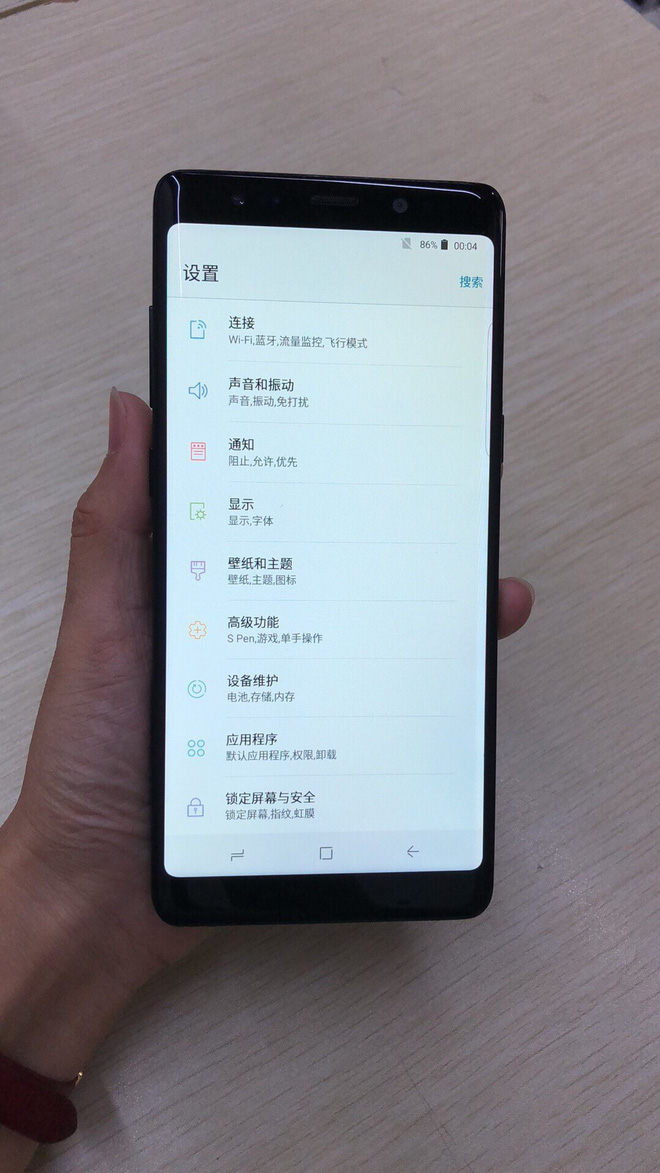 86% 00:04
设置
搜索
连接
Wi-Fi,蓝牙,流量监控,飞行模式
声音和振动
声音,振动,免打扰
通知
阻止,允许,优先
显示
显示,字体
壁纸和主题
壁纸,主题,图标
高级功能
S Pen,游戏,单手操作
设备维护
电池,存储,内存
应用程序
默认应用程序,权限,卸载
锁定屏幕与安全
锁定屏幕,指纹,虹膜